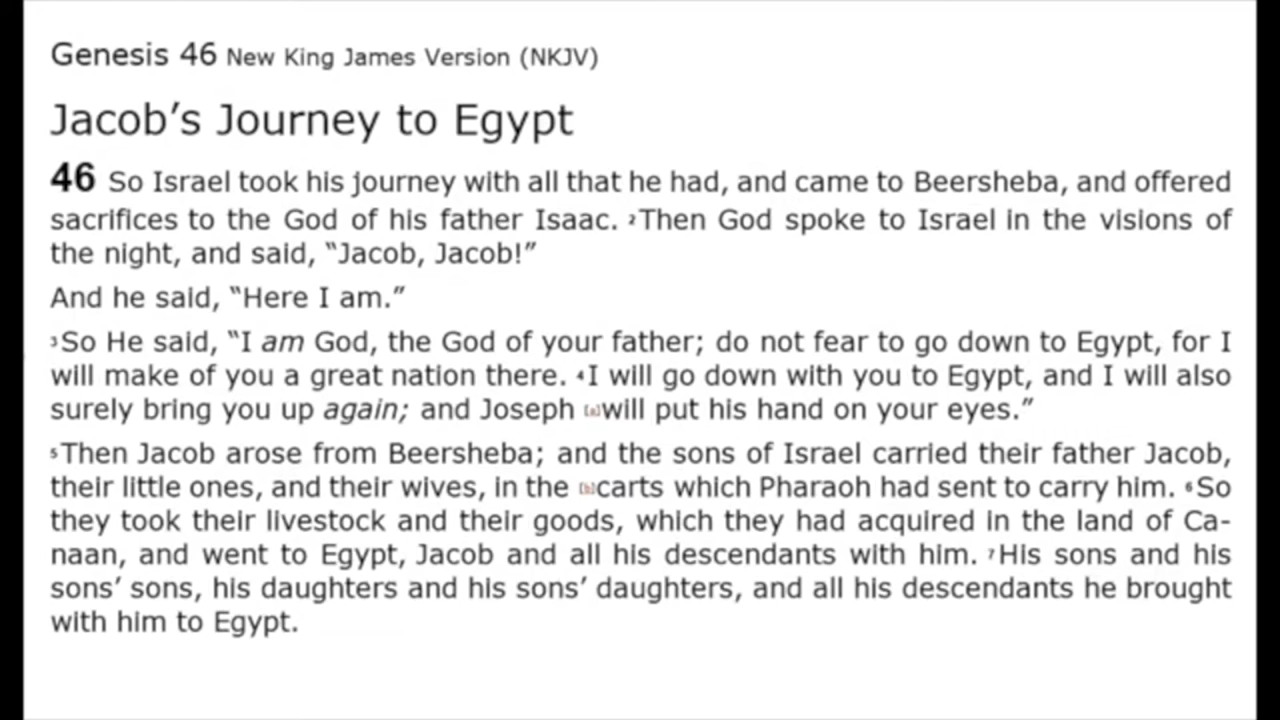 Genesis 46 New King James Version (NKJV)
Jacob’s Journey to Egypt
46 So Israel took his journey with all that he had, and came to Beersheba, and offered
sacrifices to the God of his father Isaac. 2Then God spoke to Israel in the visions of
the night, and said, “Jacob, Jacob!”
And he said, “Here I am.”
3So He said, “I am God, the God of your father; do not fear to go down to Egypt, for I
will make of you a great nation there. 4I will go down with you to Egypt, and I will also
surely bring you up again; and Joseph [a]will put his hand on your eyes.”
5Then Jacob arose from Beersheba; and the sons of Israel carried their father Jacob,
their little ones, and their wives, in the [b]carts which Pharaoh had sent to carry him. 6So
they took their livestock and their goods, which they had acquired in the land of Ca-
naan, and went to Egypt, Jacob and all his descendants with him. 7His sons and his
sons’ sons, his daughters and his sons’ daughters, and all his descendants he brought
with him to Egypt.